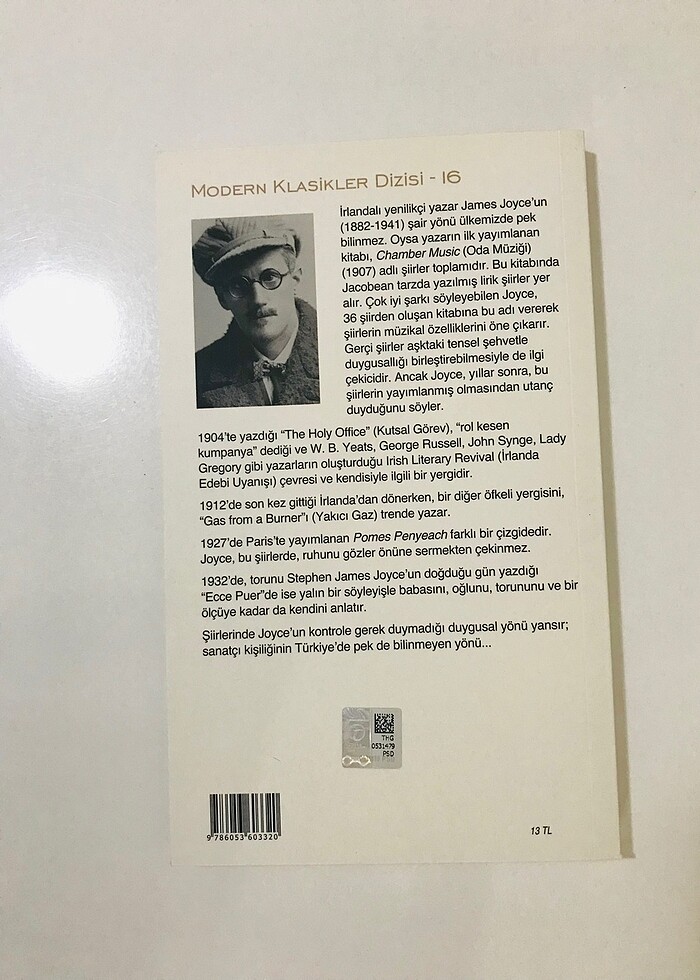 MODERN KLASİKLER DİZİSİ - 16
İrlandalı yenilikçi yazar James Joyce'un
(1882-1941) şair yönü ülkemizde pek
bilinmez. Oysa yazarın ilk yayımlanan
kitabı, Chamber Music (Oda Müziği)
(1907) adlı şiirler toplamıdır. Bu kitabında
Jacobean tarzda yazılmış lirik şiirler yer
alır. Çok iyi şarkı söyleyebilen Joyce,
36 şiirden oluşan kitabına bu adı vererek
şiirlerin müzikal özelliklerini öne çıkarır.
Gerçi şiirler aşktaki tensel şehvetle
duygusallığı birleştirebilmesiyle de ilgi
çekicidir. Ancak Joyce, yıllar sonra, bu
şiirlerin yayımlanmış olmasından utanç
duyduğunu söyler.
1904'te yazdığı "The Holy Office" (Kutsal Görev), "rol kesen
kumpanya" dediği ve W. B. Yeats, George Russell, John Synge, Lady
Gregory gibi yazarların oluşturduğu Irish Literary Revival (İrlanda
Edebi Uyanışı) çevresi ve kendisiyle ilgili bir yergidir.
1912'de son kez gittiği İrlanda'dan dönerken, bir diğer öfkeli yergisini,
"Gas from a Burner"ı (Yakıcı Gaz) trende yazar.
1927'de Paris'te yayımlanan Pomes Penyeach farklı bir çizgidedir.
Joyce, bu şiirlerde, ruhunu gözler önüne sermekten çekinmez.
1932'de, torunu Stephen James Joyce'un doğduğu gün yazdığı
"Ecce Puer"de ise yalın bir söyleyişle babasını, oğlunu, torununu ve bir
ölçüye kadar da kendini anlatır.
Şiirlerinde Joyce'un kontrole gerek duymadığı duygusal yönü yansır;
sanatçı kişiliğinin Türkiye'de pek de bilinmeyen yönü...
THG
0531479
PSD
9 786053 603320
13 TL